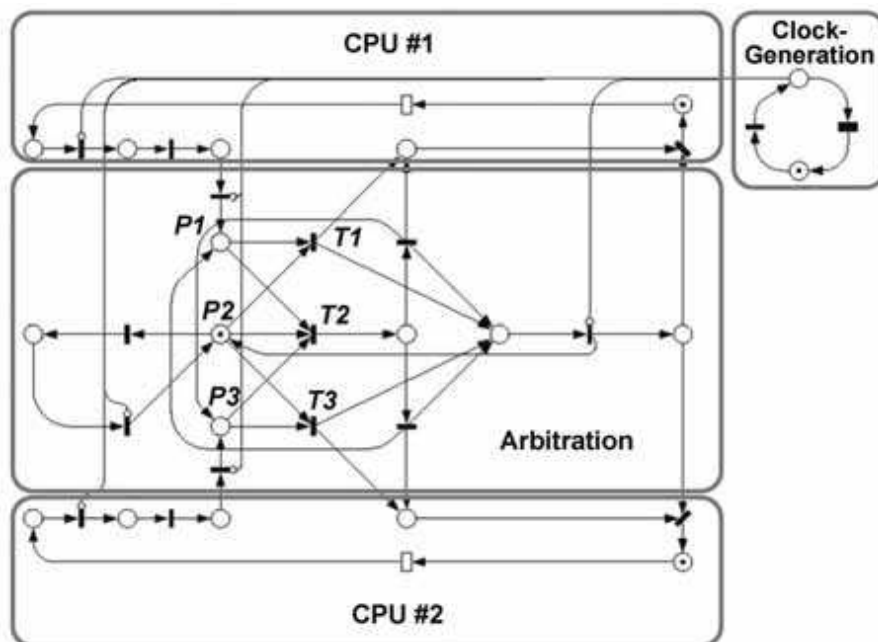 CPU #1
Clock-
Generation
P1
T1
P2
T2
P3
T3
Arbitration
CPU #2